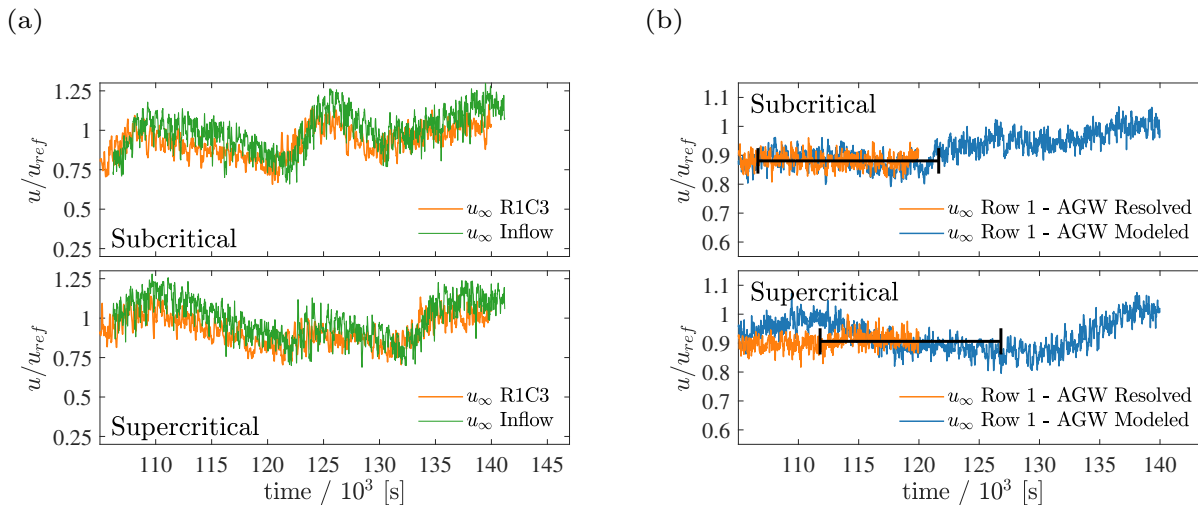 (a)
1.25
1
0.75
0.5
0.25
u/u_ref
Subcritical
u∞ R1C3
u∞ Inflow
1.25
1
0.75
0.5
0.25
u/u_ref
Supercritical
u∞ R1C3
u∞ Inflow
110 115 120 125 130 135 140 145
time / 10³ [s]
(b)
1.1
1
0.9
0.8
0.7
0.6
u/u_ref
Subcritical
u∞ Row 1 - AGW Resolved
u∞ Row 1 - AGW Modeled
1.1
1
0.9
0.8
0.7
0.6
u/u_ref
Supercritical
u∞ Row 1 - AGW Resolved
u∞ Row 1 - AGW Modeled
110 115 120 125 130 135 140
time / 10³ [s]